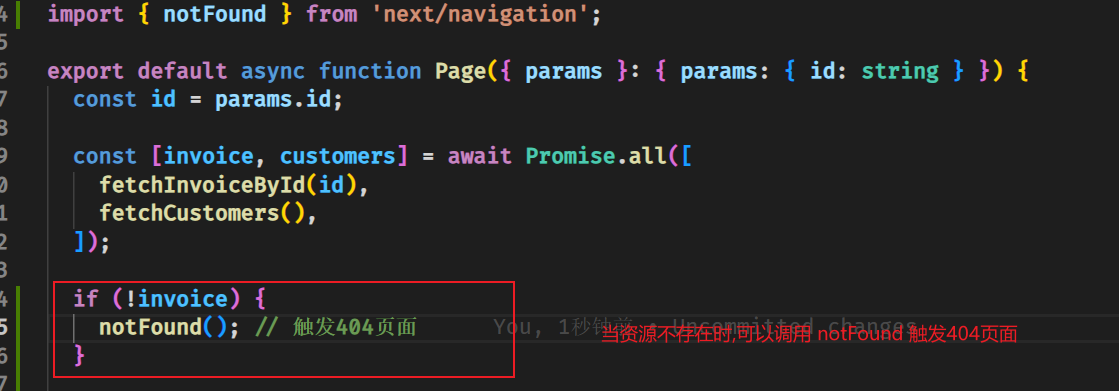 4 import { notFound } from 'next/navigation';
5
6 export default async function Page({ params }: { params: { id: string } }) {
7 const id = params.id;
8
9 const [invoice, customers] = await Promise.all([
0 fetchInvoiceById(id),
1 fetchCustomers(),
2 ]);
3
4 if (!invoice) {
5 notFound(); // 触发404页面 You, 1秒钟前 • Uncommitted changes
当资源不存在时,可以调用 notFound 触发404页面
6 }
7